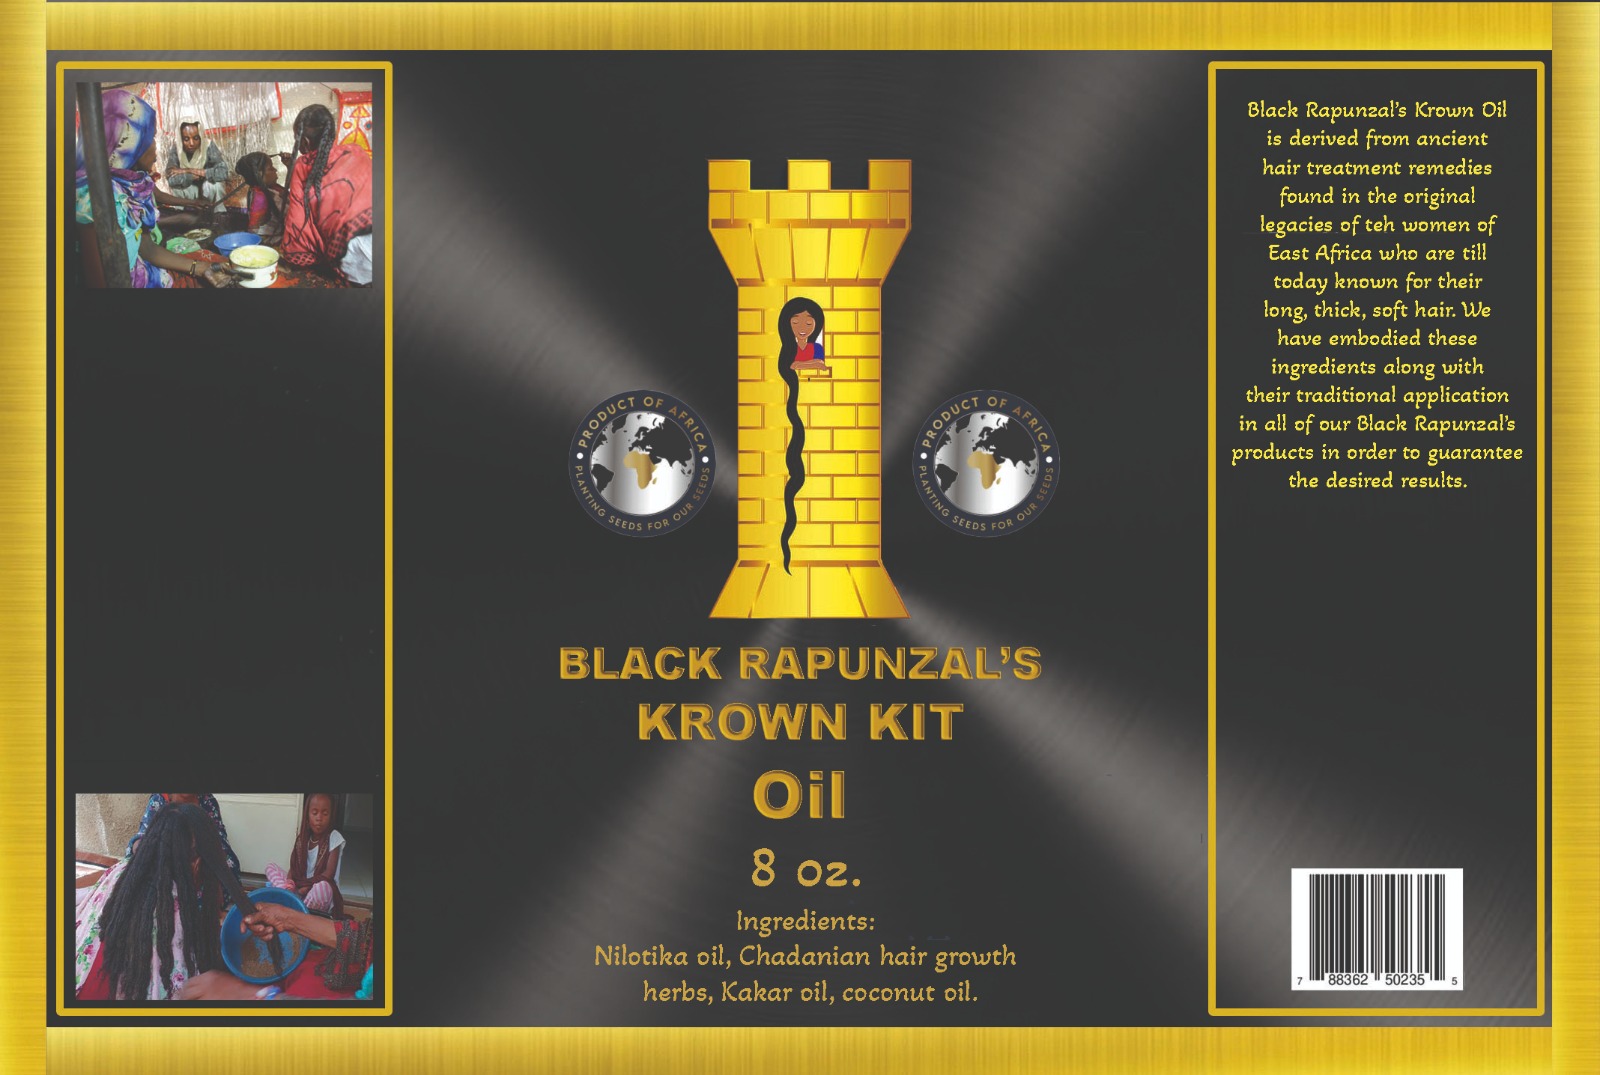 PRODUCT OF AFRICA
PLANTING SEEDS FOR OUR SEEDS
PRODUCT OF AFRICA
PLANTING SEEDS FOR OUR SEEDS
BLACK RAPUNZAL'S
KROWN KIT
Oil
8 oz.
Ingredients:
Nilotika oil, Chadanian hair growth
herbs, Kakar oil, coconut oil.
Black Rapunzal's Krown Oil
is derived from ancient
hair treatment remedies
found in the original
legacies of teh women of
East Africa who are till
today known for their
long, thick, soft hair. We
have embodied these
ingredients along with
their traditional application
in all of our Black Rapunzal's
products in order to guarantee
the desired results.
7 88362 50235 5